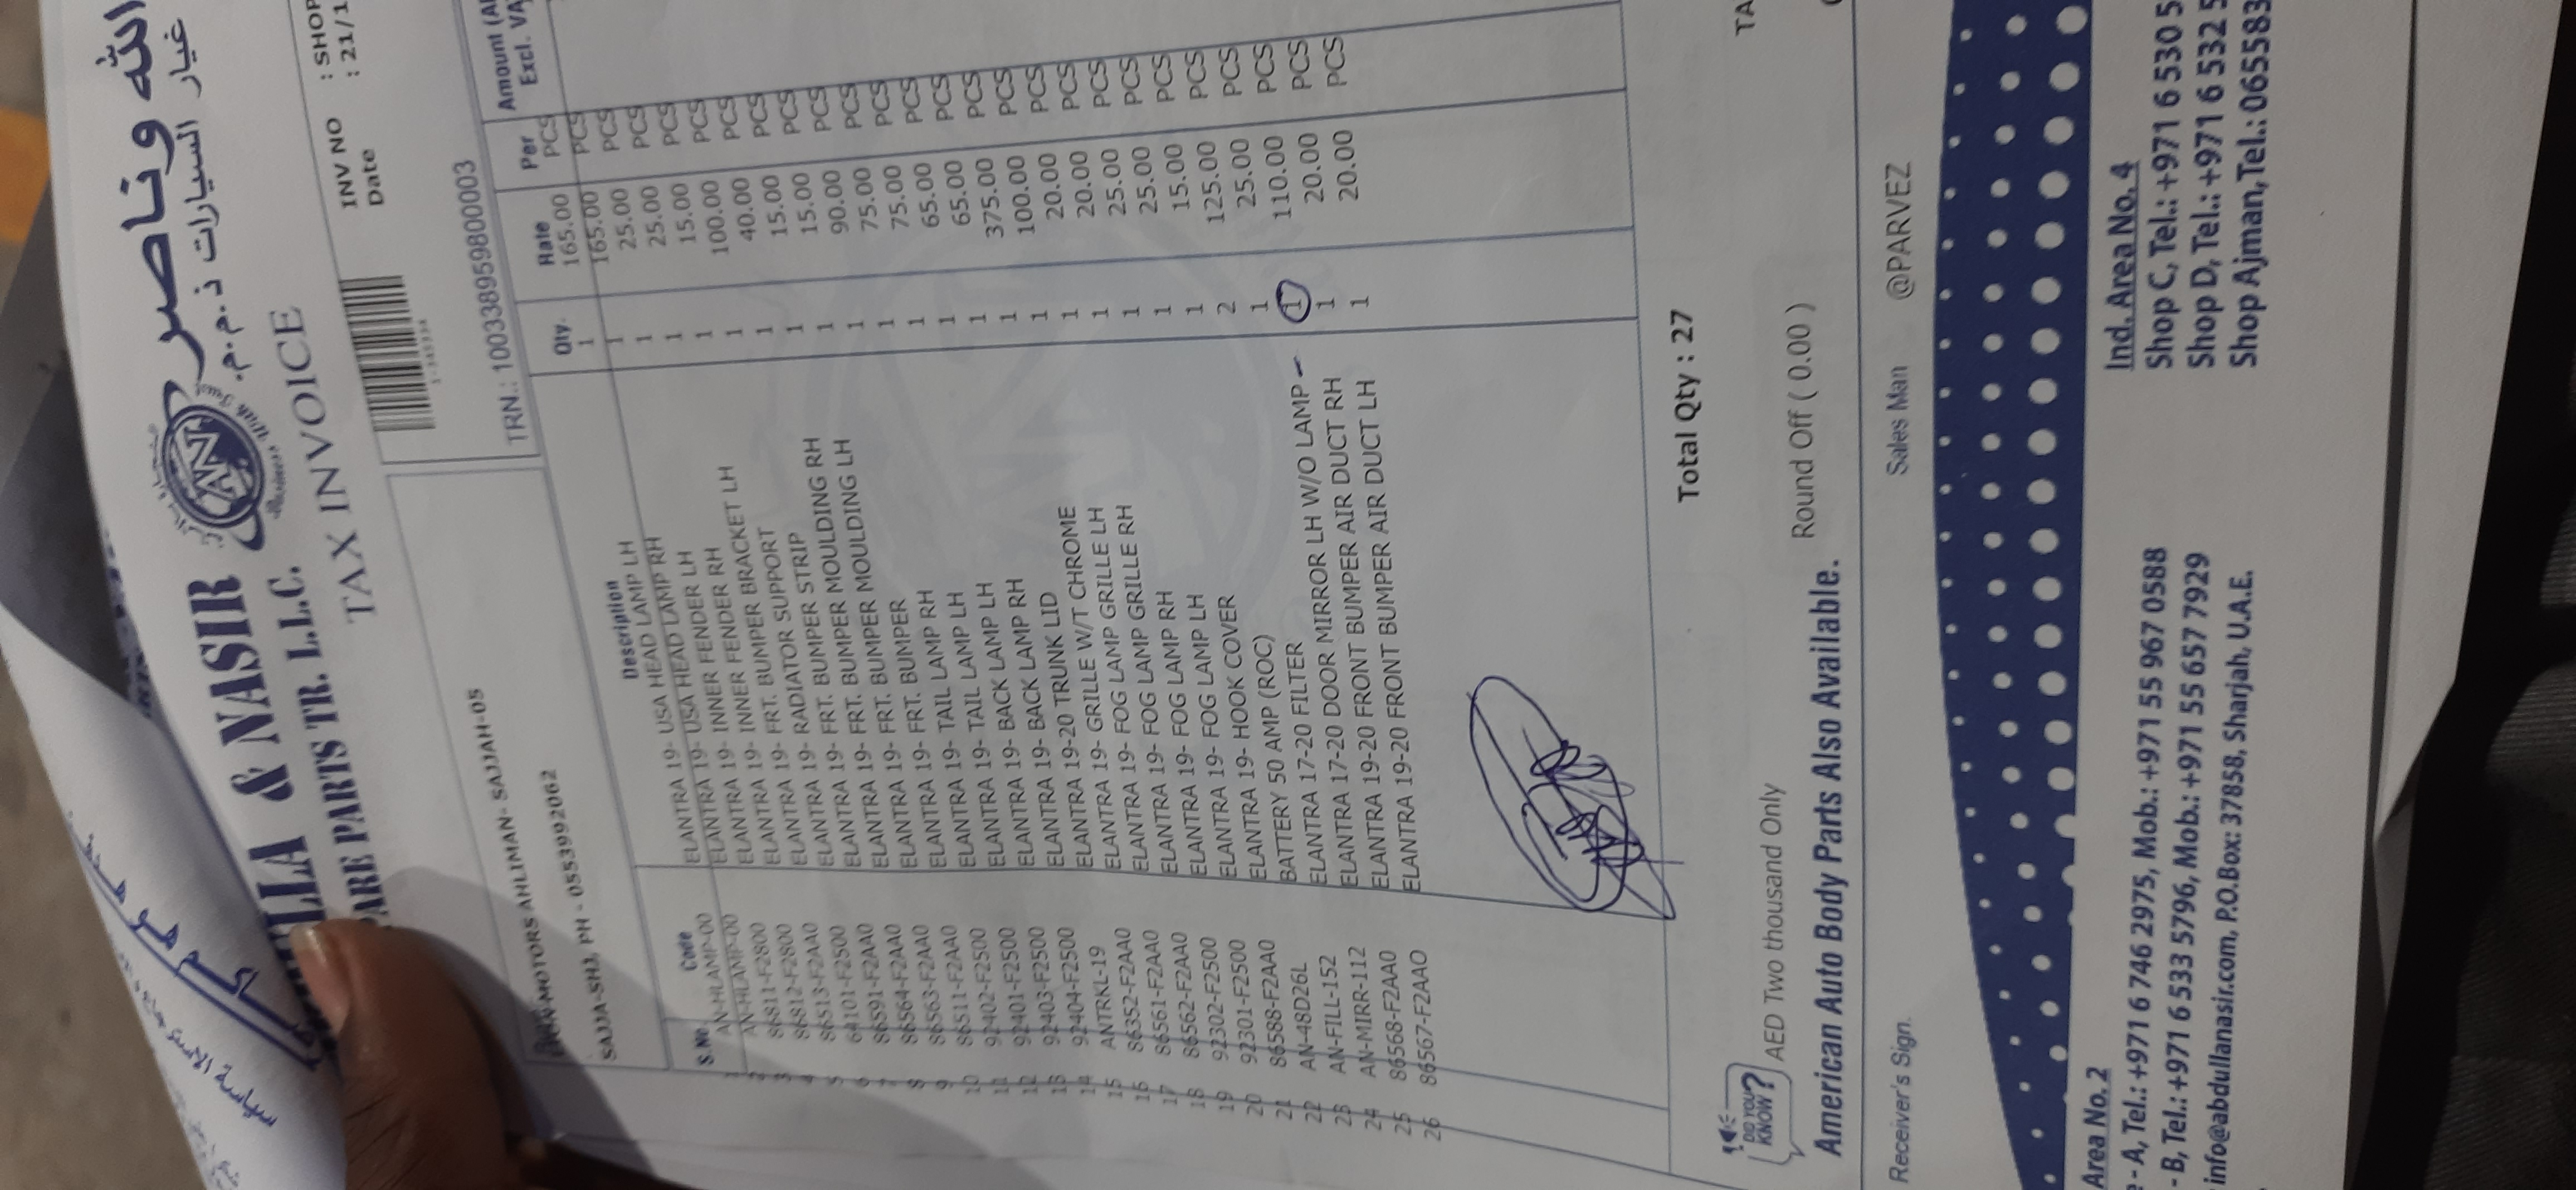 الله وناصر
غيار السيارات ذ.م.م.
& NASIR
PARE PARTS TR. L.L.C.
TAX INVOICE
INV NO : SHOP
Date : 21/1
MOTORS AHLIMAN- SAJJAH-05
SAJJA-SHJ, PH - 0553992062
TRN.: 100338959800003
S.No. Code Description Qty. Rate Per Amount (A
Excl. VA
1 AN-HLAMP-00 ELANTRA 19- USA HEAD LAMP LH 1 165.00 PCS
2 AN-HLAMP-00 ELANTRA 19- USA HEAD LAMP RH 1 165.00 PCS
3 86811-F2800 ELANTRA 19- INNER FENDER LH 1 25.00 PCS
4 86812-F2800 ELANTRA 19- INNER FENDER RH 1 25.00 PCS
5 86513-F2AA0 ELANTRA 19- FRT. BUMPER BRACKET LH 1 15.00 PCS
6 64101-F2500 ELANTRA 19- RADIATOR SUPPORT 1 100.00 PCS
7 86591-F2AA0 ELANTRA 19- FRT. BUMPER STRIP 1 40.00 PCS
8 86564-F2AA0 ELANTRA 19- FRT. BUMPER MOULDING RH 1 15.00 PCS
9 86563-F2AA0 ELANTRA 19- FRT. BUMPER MOULDING LH 1 15.00 PCS
10 86511-F2AA0 ELANTRA 19- FRT. BUMPER 1 90.00 PCS
11 92402-F2500 ELANTRA 19- TAIL LAMP RH 1 75.00 PCS
12 92401-F2500 ELANTRA 19- TAIL LAMP LH 1 75.00 PCS
13 92403-F2500 ELANTRA 19- BACK LAMP LH 1 65.00 PCS
14 92404-F2500 ELANTRA 19- BACK LAMP RH 1 65.00 PCS
15 ANTRKL-19 ELANTRA 19-20 TRUNK LID 1 375.00 PCS
16 86352-F2AA0 ELANTRA 19- GRILLE W/T CHROME 1 100.00 PCS
17 86561-F2AA0 ELANTRA 19- FOG LAMP GRILLE LH 1 20.00 PCS
18 86562-F2AA0 ELANTRA 19- FOG LAMP GRILLE RH 1 20.00 PCS
19 92302-F2500 ELANTRA 19- FOG LAMP RH 1 25.00 PCS
20 92301-F2500 ELANTRA 19- FOG LAMP LH 1 25.00 PCS
21 86588-F2AA0 ELANTRA 19- HOOK COVER 2 15.00 PCS
22 AN-48D26L BATTERY 50 AMP (ROC) 1 125.00 PCS
23 AN-FILL-152 ELANTRA 17-20 FILTER 1 25.00 PCS
24 AN-MIRR-112 ELANTRA 17-20 DOOR MIRROR LH W/O LAMP 1 110.00 PCS
25 86568-F2AA0 ELANTRA 19-20 FRONT BUMPER AIR DUCT RH 1 20.00 PCS
26 86567-F2AAO ELANTRA 19-20 FRONT BUMPER AIR DUCT LH 1 20.00 PCS
Total Qty : 27
TA
DID YOU KNOW?
AED Two thousand Only
Round Off ( 0.00 )
American Auto Body Parts Also Available.
Receiver's Sign.
Sales Man @PARVEZ
Area No. 2
- A, Tel.: +971 6 746 2975, Mob.: +971 55 967 0588
- B, Tel.: +971 6 533 5796, Mob.: +971 55 657 7929
info@abdullanasir.com, P.O.Box: 37858, Sharjah, U.A.E.
Ind. Area No. 4
Shop C, Tel.: +971 6 530 5
Shop D, Tel.: +971 6 532 5
Shop Ajman, Tel.: 065583